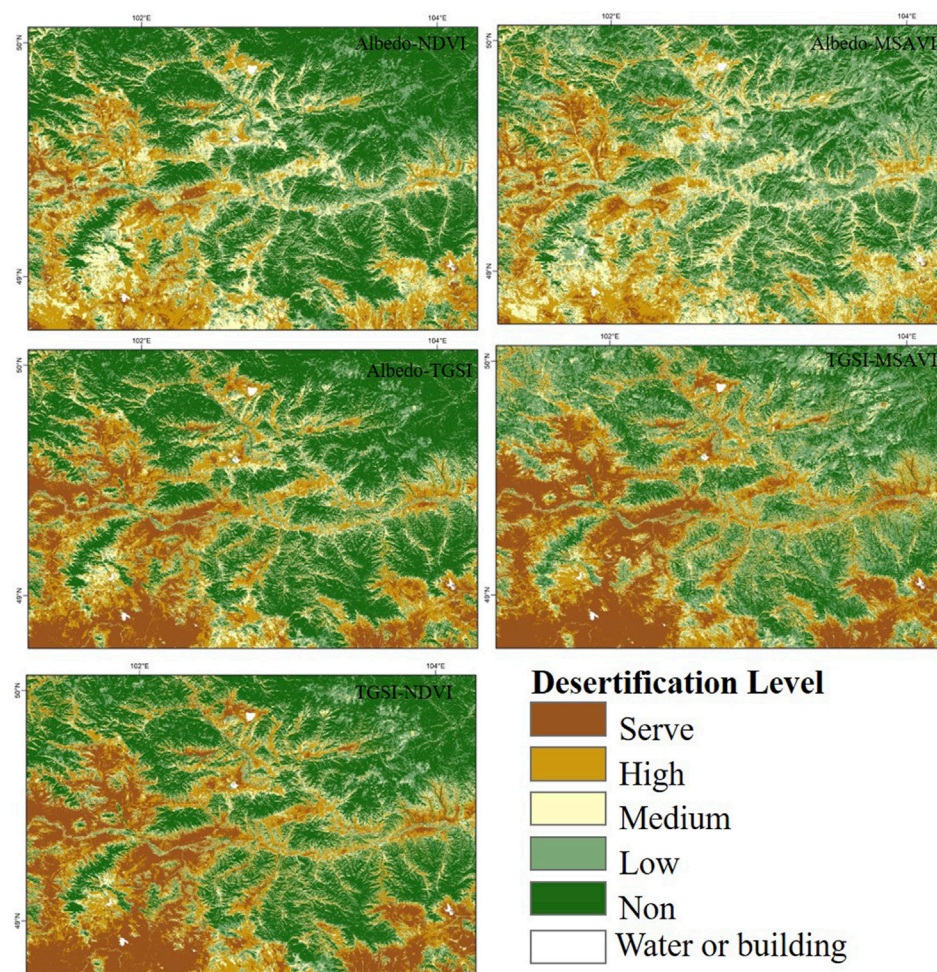 102°E
104°E
102°E
104°E
50°N
Albedo-NDVI
50°N
Albedo-MSAVI
49°N
49°N
102°E
104°E
102°E
104°E
50°N
Albedo-TGSI
50°N
TGSI-MSAVI
49°N
49°N
102°E
104°E
50°N
TGSI-NDVI
49°N
Desertification Level
Serve
High
Medium
Low
Non
Water or building